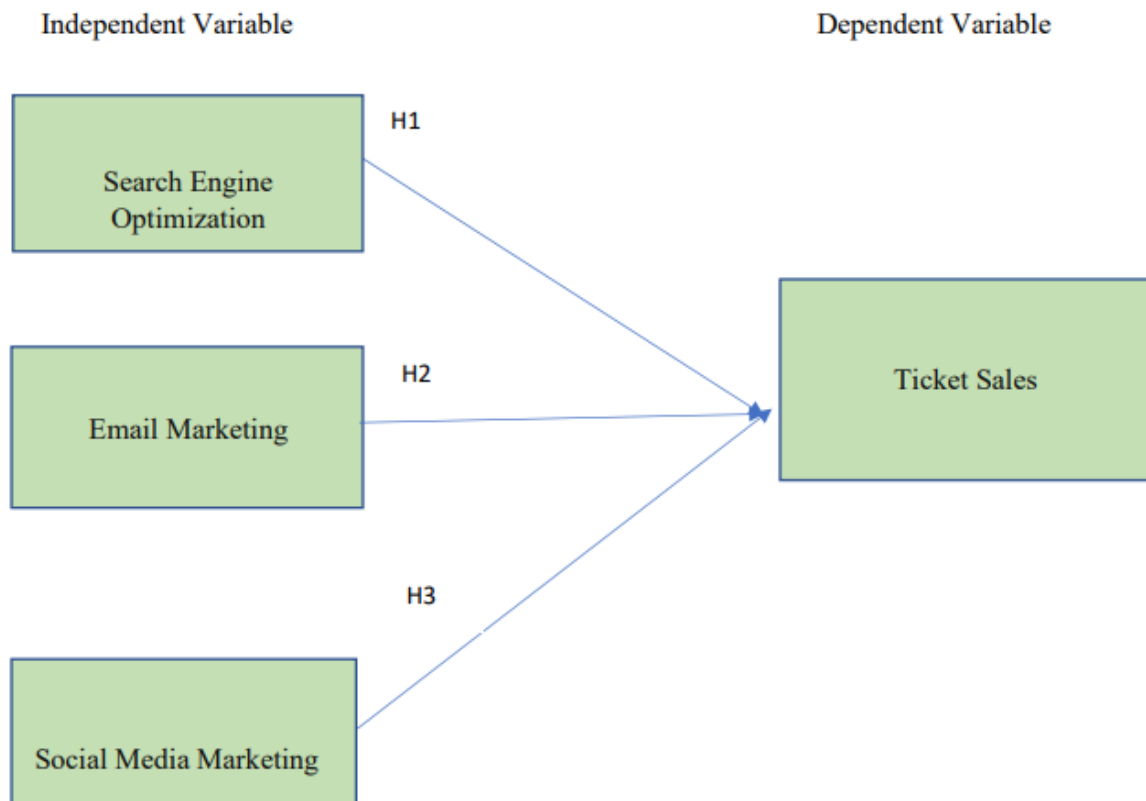 Independent Variable
Dependent Variable
H1
Search Engine
Optimization
H2
Ticket Sales
Email Marketing
H3
Social Media Marketing